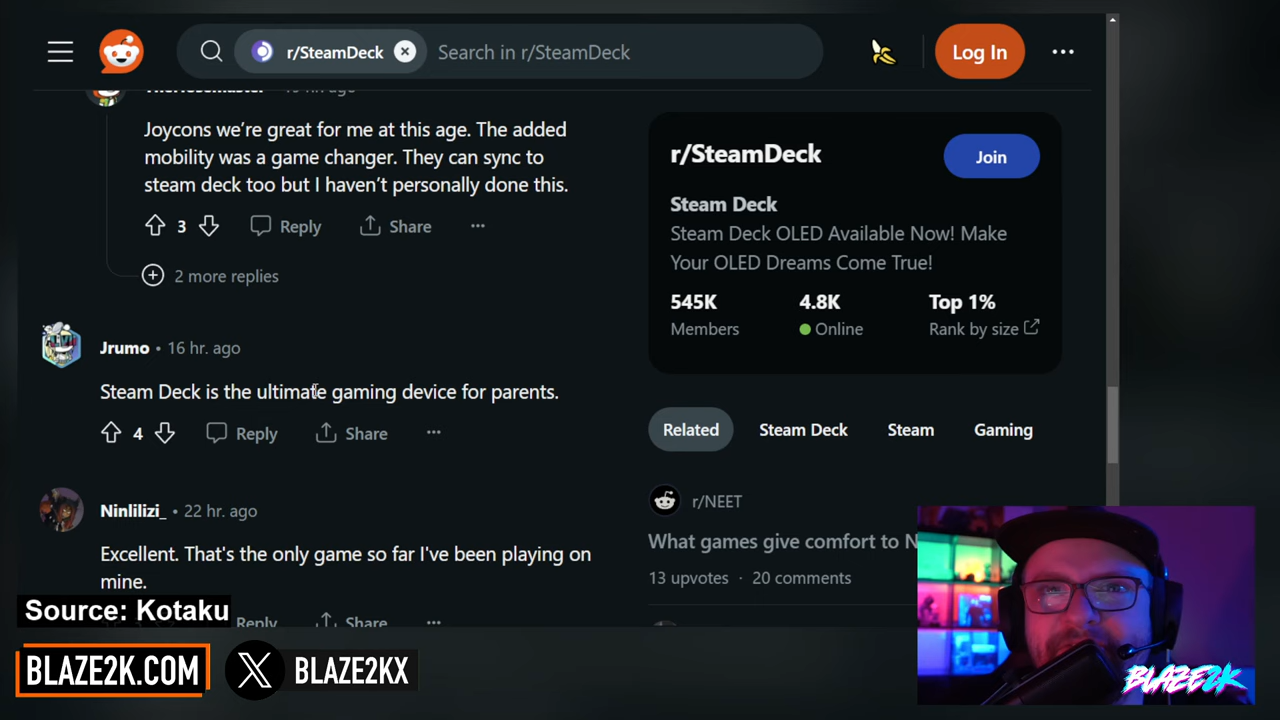 r/SteamDeck
Search in r/SteamDeck
Log In
19 hr. ago
Joycons we're great for me at this age. The added
mobility was a game changer. They can sync to
steam deck too but I haven't personally done this.
3 Reply Share
2 more replies
Jrumo • 16 hr. ago
Steam Deck is the ultimate gaming device for parents.
4 Reply Share
Ninlilizi_ • 22 hr. ago
Excellent. That's the only game so far I've been playing on
mine.
Reply Share
r/SteamDeck
Join
Steam Deck
Steam Deck OLED Available Now! Make
Your OLED Dreams Come True!
545K 4.8K Top 1%
Members Online Rank by size
Related Steam Deck Steam Gaming
r/NEET
What games give comfort to N
13 upvotes · 20 comments
Source: Kotaku
BLAZE2K.COM
BLAZE2KX
BLAZE2K